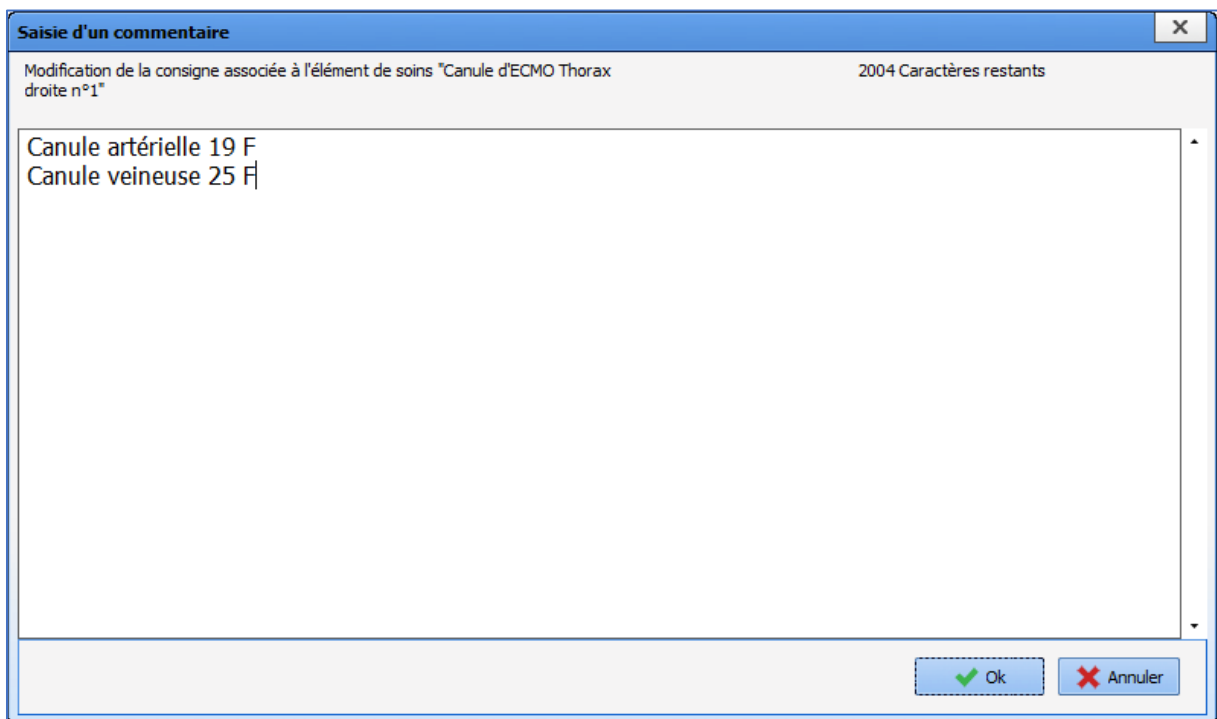 Saisie d'un commentaire
Modification de la consigne associée à l'élément de soins "Canule d'ECMO Thorax
droite n°1"
2004 Caractères restants
Canule artérielle 19 F
Canule veineuse 25 F
Ok
Annuler